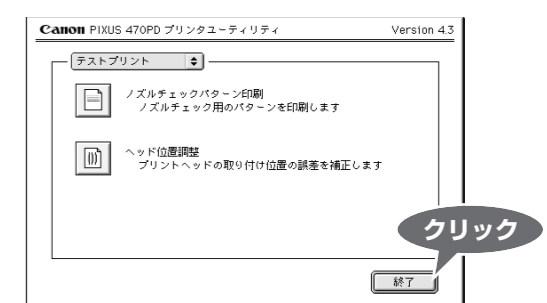 Canon PIXUS 470PD プリンタユーティリティ Version 4.3
テストプリント
ノズルチェックパターン印刷
ノズルチェック用のパターンを印刷します
ヘッド位置調整
プリントヘッドの取り付け位置の誤差を補正します
クリック
終了